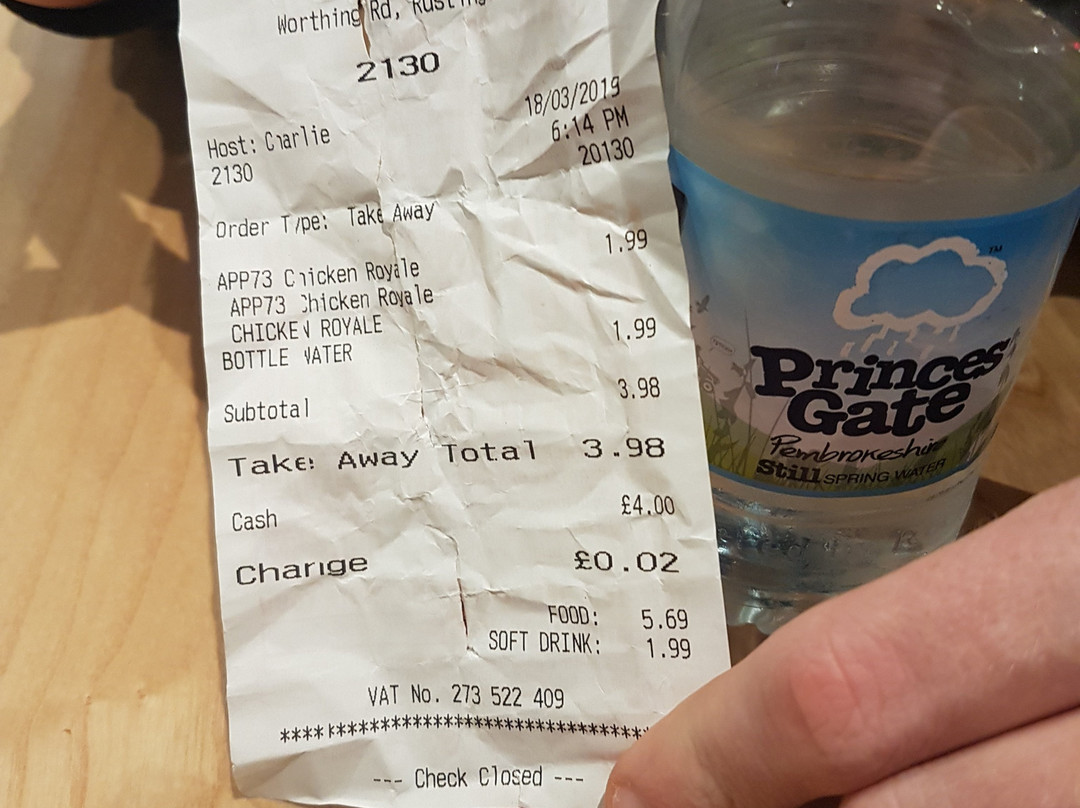 Worthing Rd,
2130
18/03/2019
6:14 PM
Host: Charlie
20130
2130
Order Type: Take Away
1.99
APP73 Chicken Royale
APP73 Chicken Royale
CHICKEN ROYALE
1.99
BOTTLE WATER
3.98
Subtotal
Take Away Total 3.98
Cash £4.00
Change £0.02
FOOD: 5.69
SOFT DRINK: 1.99
VAT No. 273 522 409
--- Check Closed ---
TM
Princes
Gate
Pembrokeshire
Still SPRING WATER